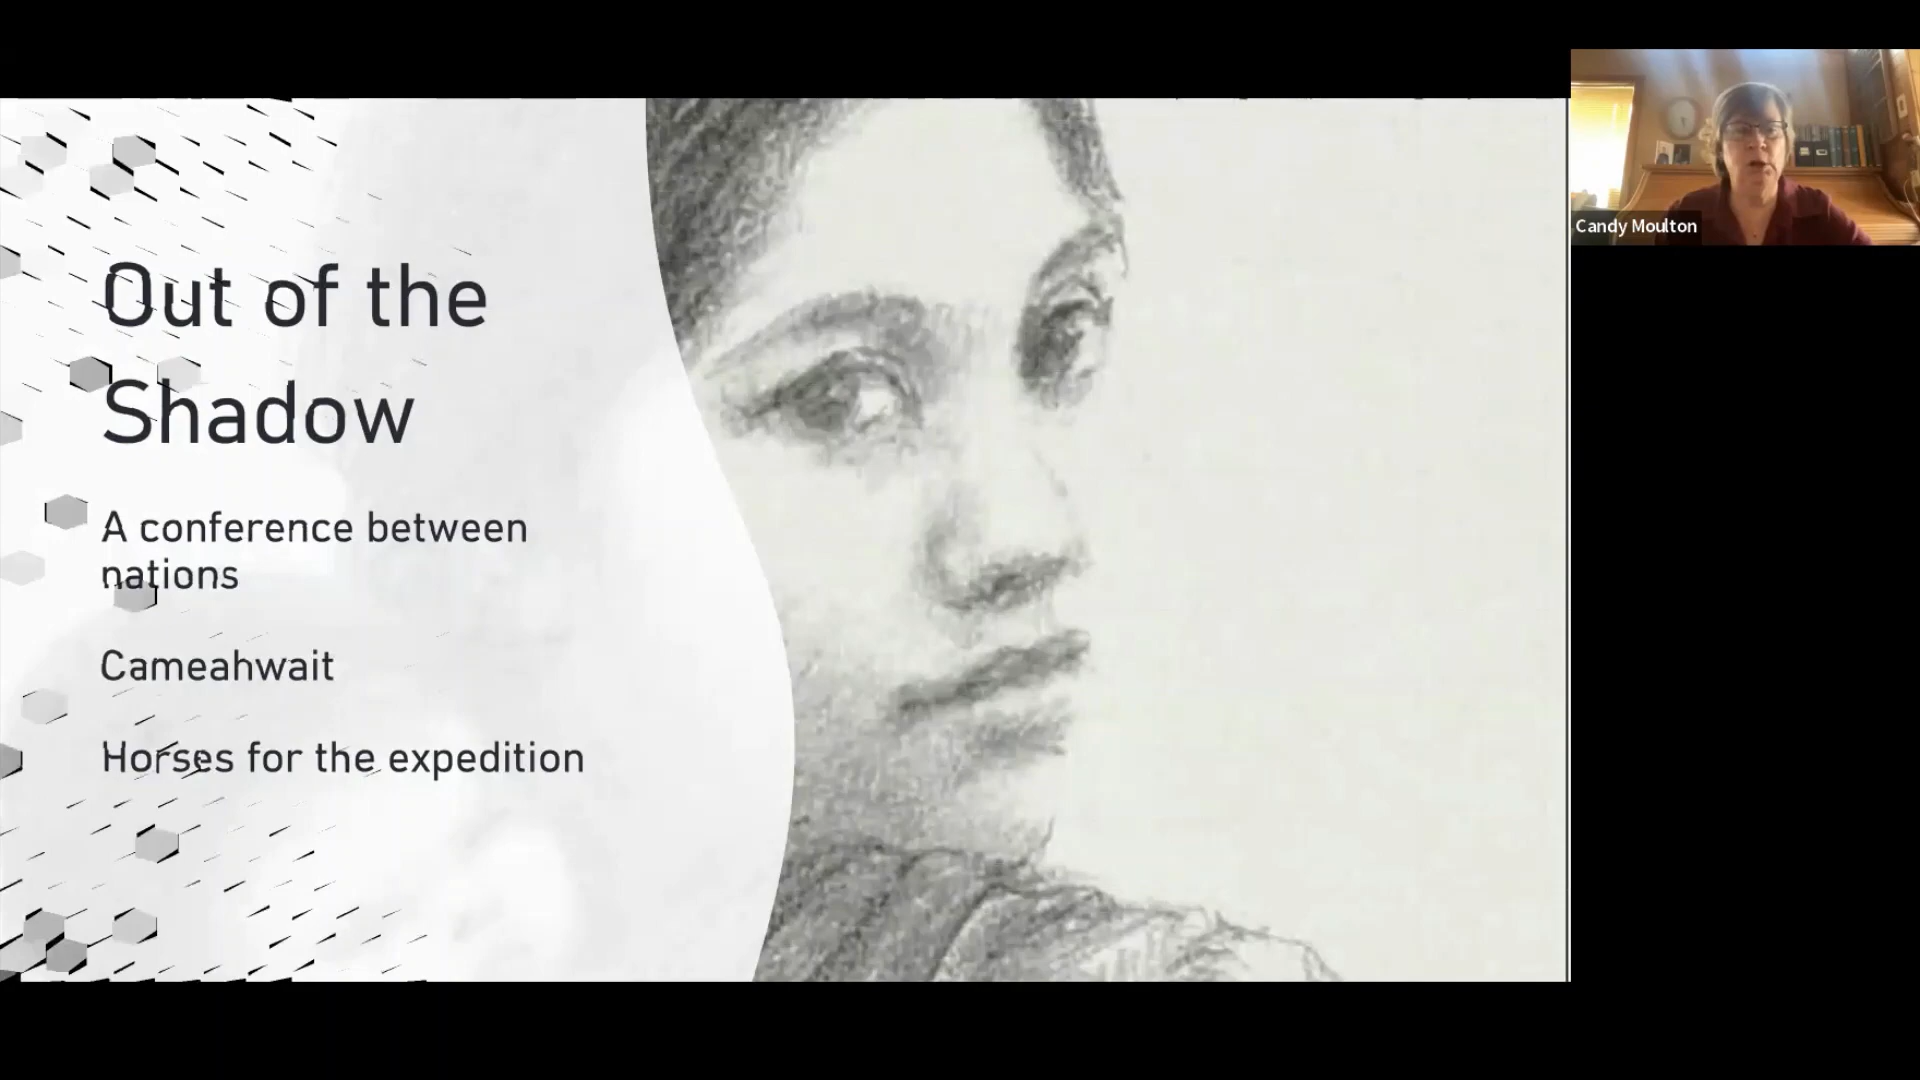 Out of the
Shadow
A conference between
nations
Cameahwait
Horses for the expedition
Candy Moulton